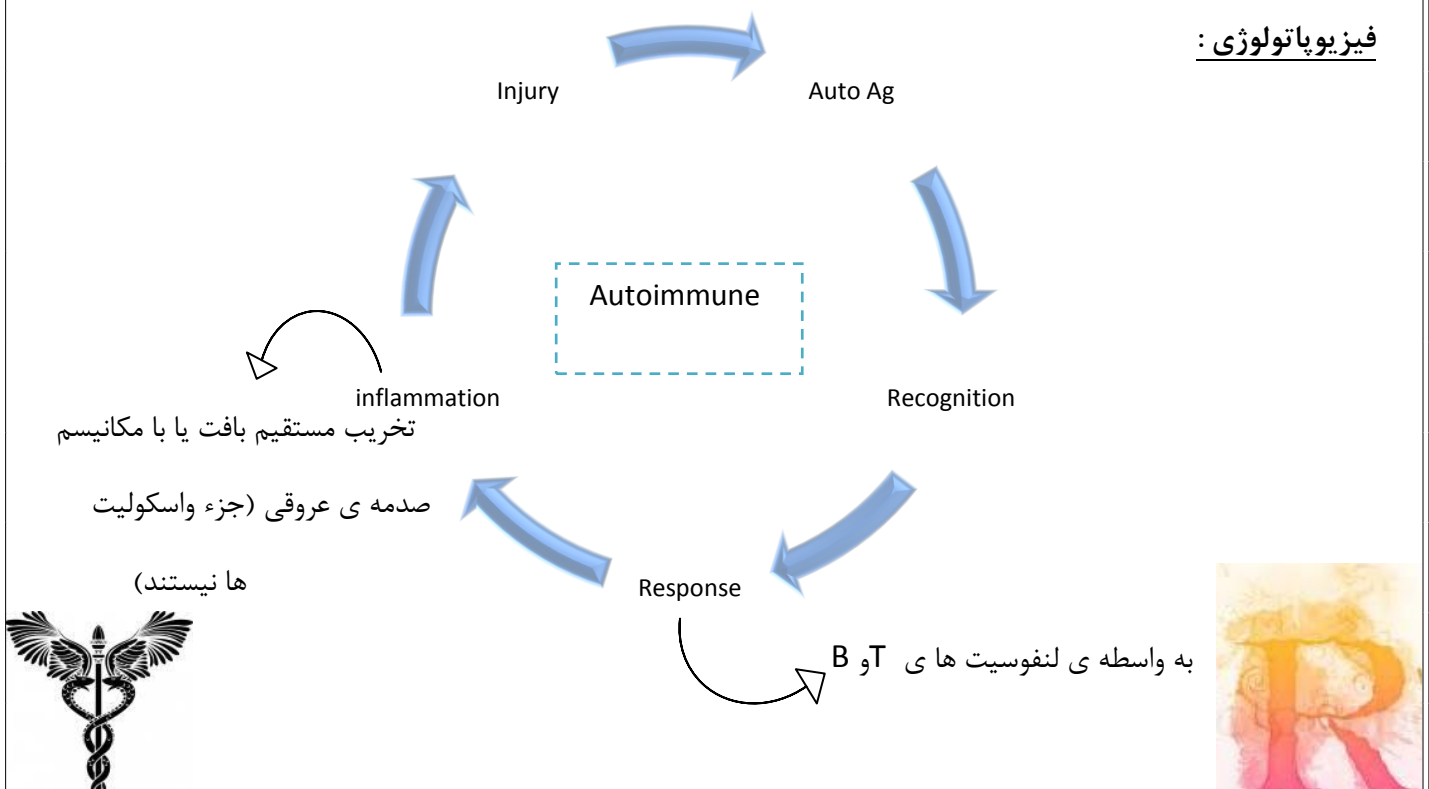 فیزیوپاتولوژی :
Injury
Auto Ag
Autoimmune
inflammation
Recognition
تخریب مستقیم بافت یا با مکانیسم
صدمه ی عروقی (جزء واسکولیت
ها نیستند)
Response
به واسطه ی لنفوسیت ها ی T و B
R